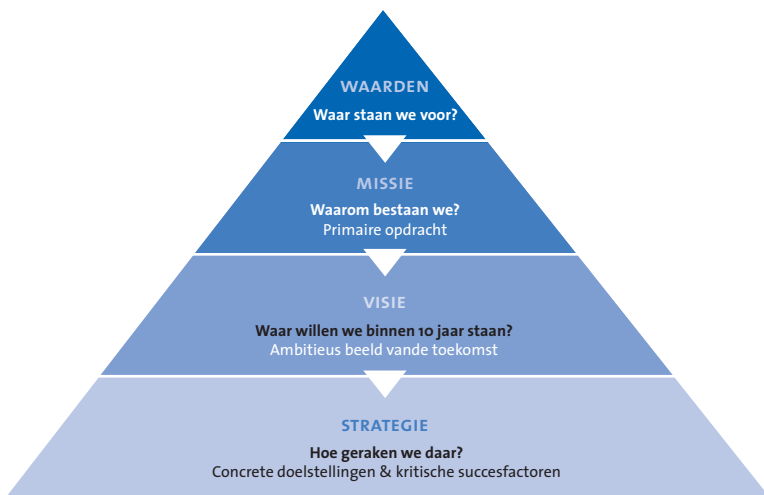 WAARDEN
Waar staan we voor?
MISSIE
Waarom bestaan we?
Primaire opdracht
VISIE
Waar willen we binnen 10 jaar staan?
Ambitieus beeld vande toekomst
STRATEGIE
Hoe geraken we daar?
Concrete doelstellingen & kritische succesfactoren